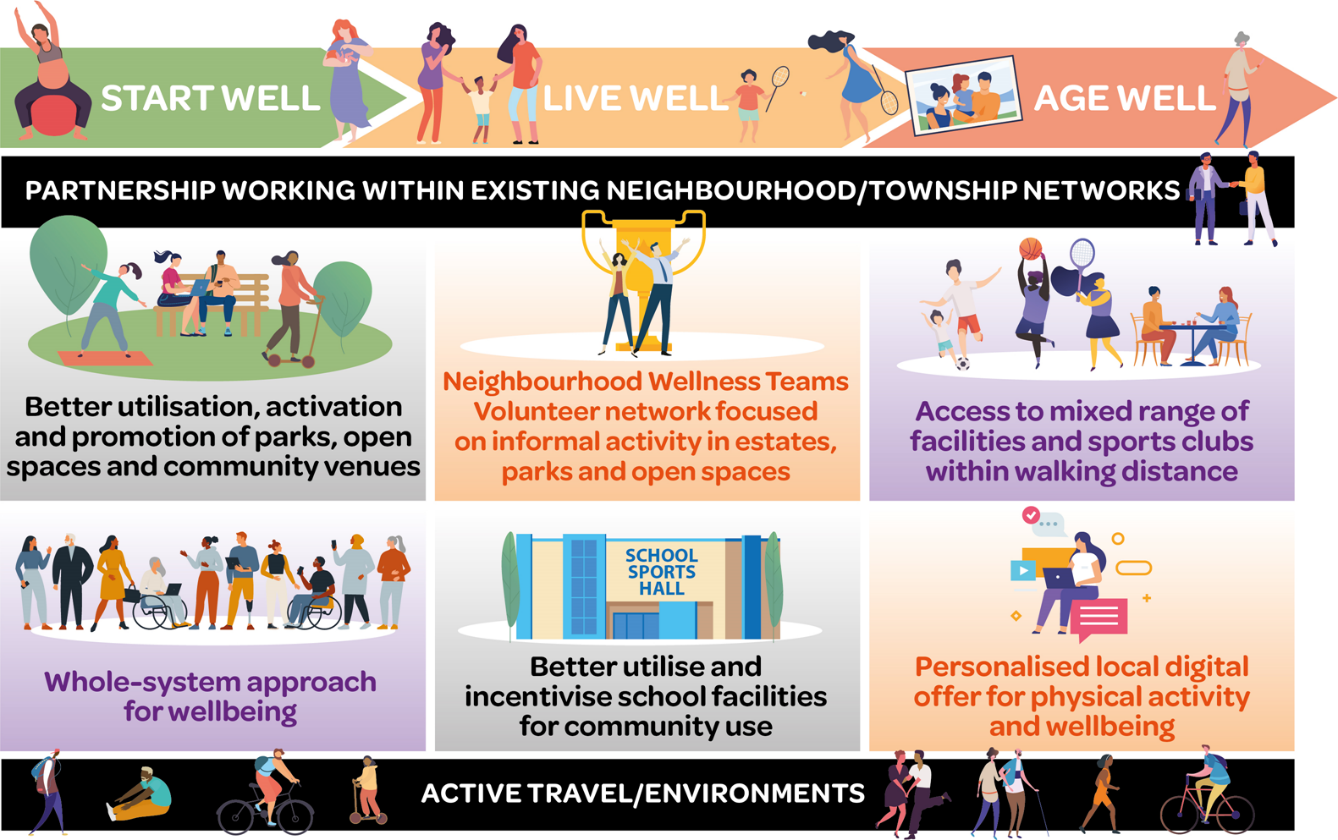 START WELL
LIVE WELL
AGE WELL
PARTNERSHIP WORKING WITHIN EXISTING NEIGHBOURHOOD/TOWNSHIP NETWORKS
Better utilisation, activation
and promotion of parks, open
spaces and community venues
Neighbourhood Wellness Teams
Volunteer network focused
on informal activity in estates,
parks and open spaces
Access to mixed range of
facilities and sports clubs
within walking distance
Whole-system approach
for wellbeing
SCHOOL
SPORTS
HALL
Better utilise and
incentivise school facilities
for community use
Personalised local digital
offer for physical activity
and wellbeing
ACTIVE TRAVEL/ENVIRONMENTS